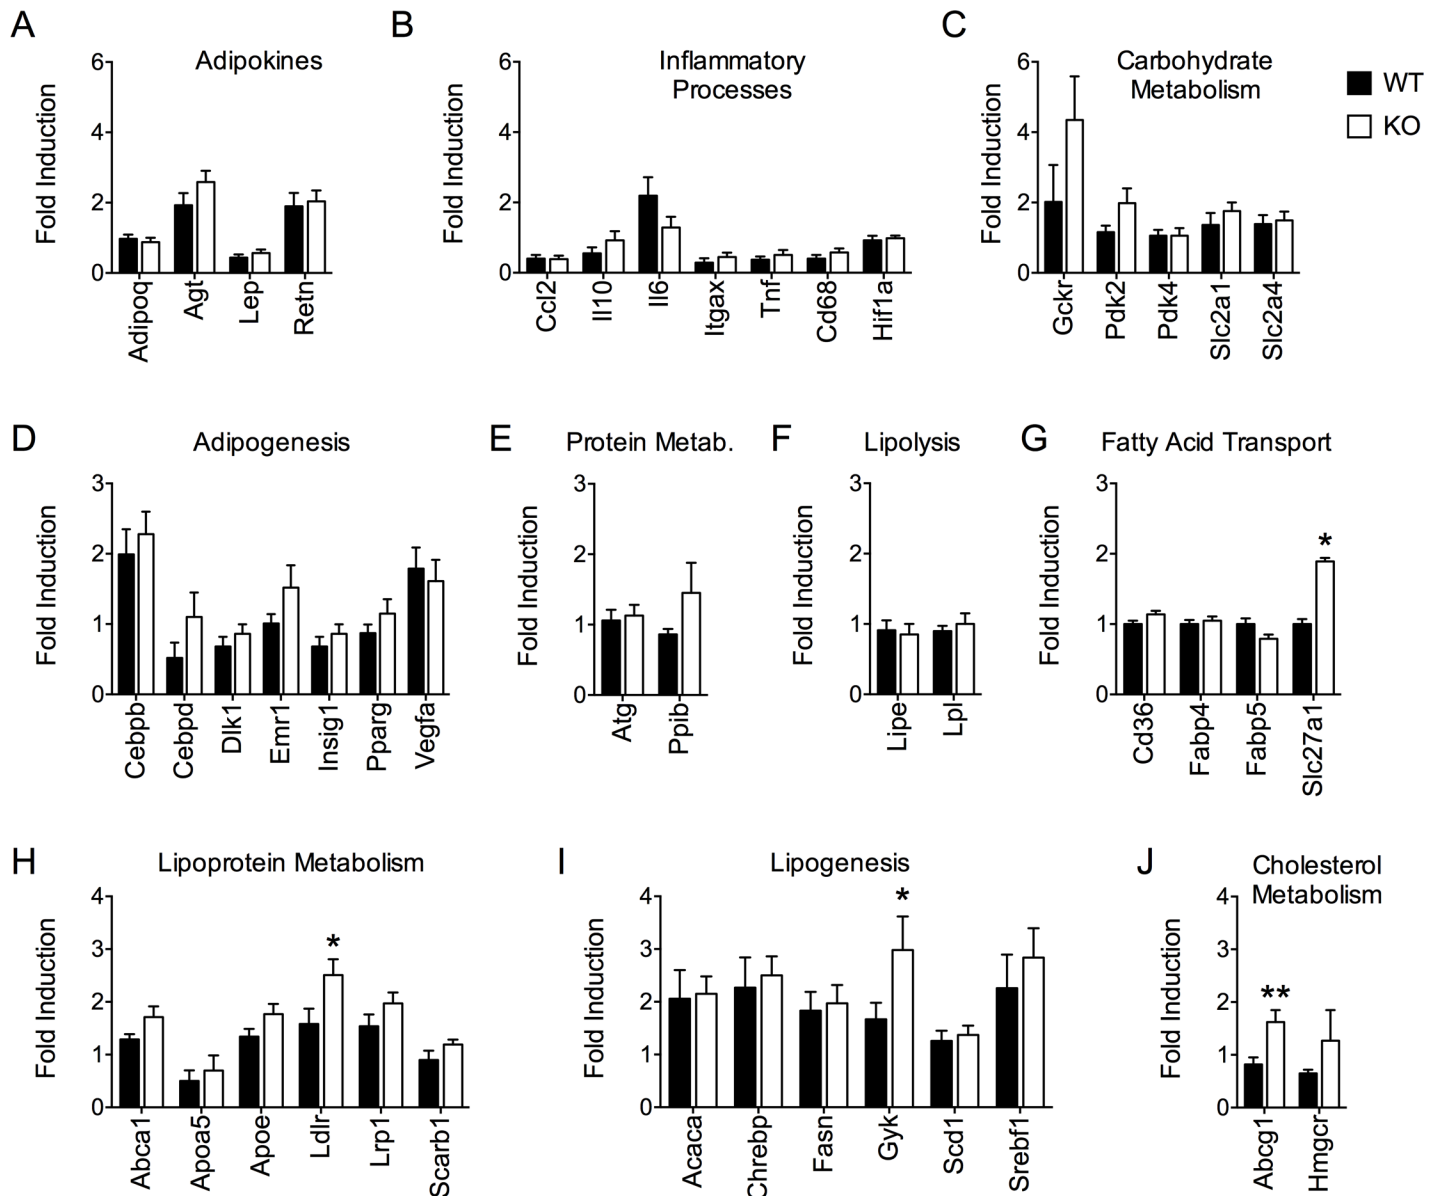 A
Adipokines
Fold Induction
6
4
2
0
Adipoq
Agt
Lep
Retn
B
Inflammatory
Processes
Fold Induction
6
4
2
0
Ccl2
Il10
Il6
Itgax
Tnf
Cd68
Hif1a
C
Carbohydrate
Metabolism
Fold Induction
6
4
2
0
Gckr
Pdk2
Pdk4
Slc2a1
Slc2a4
WT
KO
D
Adipogenesis
Fold Induction
3
2
1
0
Cebpb
Cebpd
Dlk1
Emr1
Insig1
Pparg
Vegfa
E
Protein Metab.
Fold Induction
3
2
1
0
Atg
Ppib
F
Lipolysis
Fold Induction
3
2
1
0
Lipe
Lpl
G
Fatty Acid Transport
Fold Induction
3
2
1
0
*
Cd36
Fabp4
Fabp5
Slc27a1
H
Lipoprotein Metabolism
Fold Induction
4
3
2
1
0
*
Abca1
Apoa5
Apoe
Ldlr
Lrp1
Scarb1
I
Lipogenesis
Fold Induction
4
3
2
1
0
*
Acaca
Chrebp
Fasn
Gyk
Scd1
Srebf1
J
Cholesterol
Metabolism
Fold Induction
4
3
2
1
0
**
Abcg1
Hmgcr